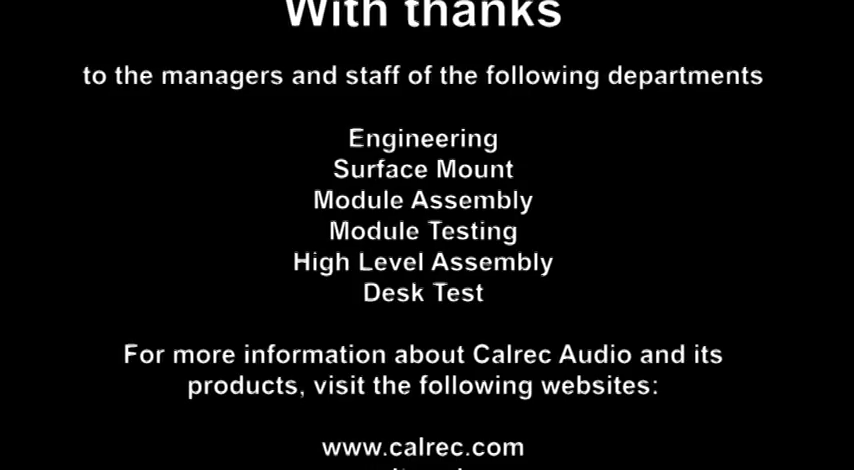 With thanks
to the managers and staff of the following departments
Engineering
Surface Mount
Module Assembly
Module Testing
High Level Assembly
Desk Test
For more information about Calrec Audio and its
products, visit the following websites:
www.calrec.com